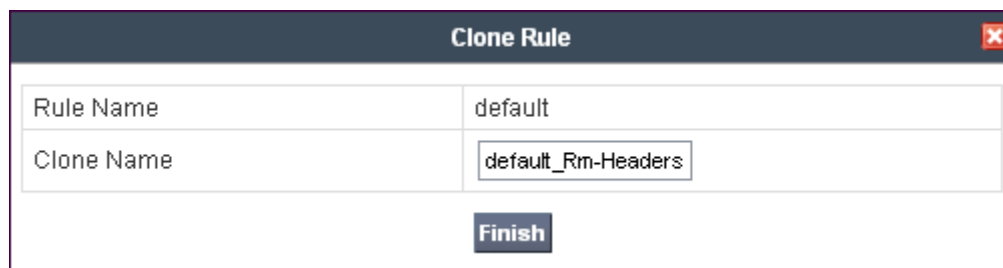 Clone Rule
Rule Name default
Clone Name default_Rm-Headers
Finish